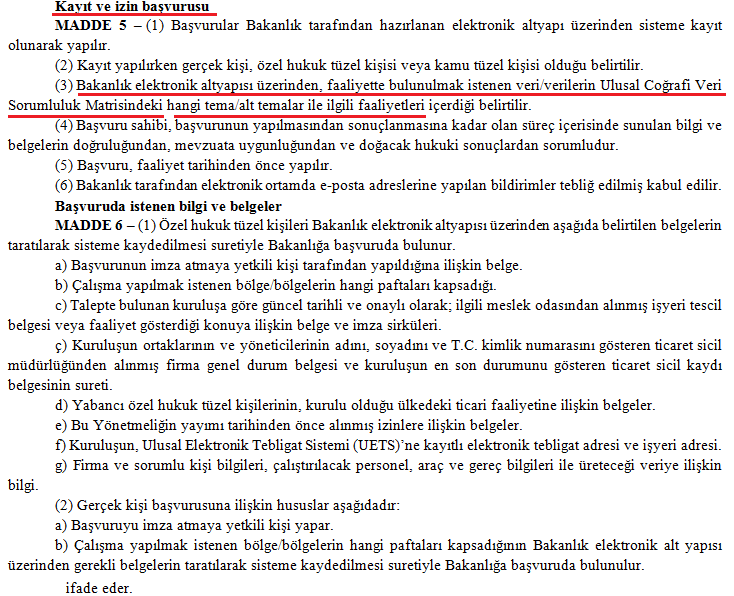 Kayıt ve izin başvurusu
MADDE 5 – (1) Başvurular Bakanlık tarafından hazırlanan elektronik altyapı üzerinden sisteme kayıt
olunarak yapılır.
(2) Kayıt yapılırken gerçek kişi, özel hukuk tüzel kişisi veya kamu tüzel kişisi olduğu belirtilir.
(3) Bakanlık elektronik altyapısı üzerinden, faaliyette bulunulmak istenen veri/verilerin Ulusal Coğrafi Veri
Sorumluluk Matrisindeki hangi tema/alt temalar ile ilgili faaliyetleri içerdiği belirtilir.
(4) Başvuru sahibi, başvurunun yapılmasından sonuçlanmasına kadar olan süreç içerisinde sunulan bilgi ve
belgelerin doğruluğundan, mevzuata uygunluğundan ve doğacak hukuki sonuçlardan sorumludur.
(5) Başvuru, faaliyet tarihinden önce yapılır.
(6) Bakanlık tarafından elektronik ortamda e-posta adreslerine yapılan bildirimler tebliğ edilmiş kabul edilir.
Başvuruda istenen bilgi ve belgeler
MADDE 6 – (1) Özel hukuk tüzel kişileri Bakanlık elektronik altyapısı üzerinden aşağıda belirtilen belgelerin
taratılarak sisteme kaydedilmesi suretiyle Bakanlığa başvuruda bulunur.
a) Başvurunun imza atmaya yetkili kişi tarafından yapıldığına ilişkin belge.
b) Çalışma yapılmak istenen bölge/bölgelerin hangi paftaları kapsadığı.
c) Talepte bulunan kuruluşa göre güncel tarihli ve onaylı olarak; ilgili meslek odasından alınmış işyeri tescil
belgesi veya faaliyet gösterdiği konuya ilişkin belge ve imza sirküleri.
ç) Kuruluşun ortaklarının ve yöneticilerinin adını, soyadını ve T.C. kimlik numarasını gösteren ticaret sicil
müdürlüğünden alınmış firma genel durum belgesi ve kuruluşun en son durumunu gösteren ticaret sicil kaydı
belgesinin sureti.
d) Yabancı özel hukuk tüzel kişilerinin, kurulu olduğu ülkedeki ticari faaliyetine ilişkin belgeler.
e) Bu Yönetmeliğin yayımı tarihinden önce alınmış izinlere ilişkin belgeler.
f) Kuruluşun, Ulusal Elektronik Tebligat Sistemi (UETS)'ne kayıtlı elektronik tebligat adresi ve işyeri adresi.
g) Firma ve sorumlu kişi bilgileri, çalıştırılacak personel, araç ve gereç bilgileri ile üreteceği veriye ilişkin
bilgi.
(2) Gerçek kişi başvurusuna ilişkin hususlar aşağıdadır:
a) Başvuruyu imza atmaya yetkili kişi yapar.
b) Çalışma yapılmak istenen bölge/bölgelerin hangi paftaları kapsadığının Bakanlık elektronik alt yapısı
üzerinden gerekli belgelerin taratılarak sisteme kaydedilmesi suretiyle Bakanlığa başvuruda bulunulur.
ifade eder.